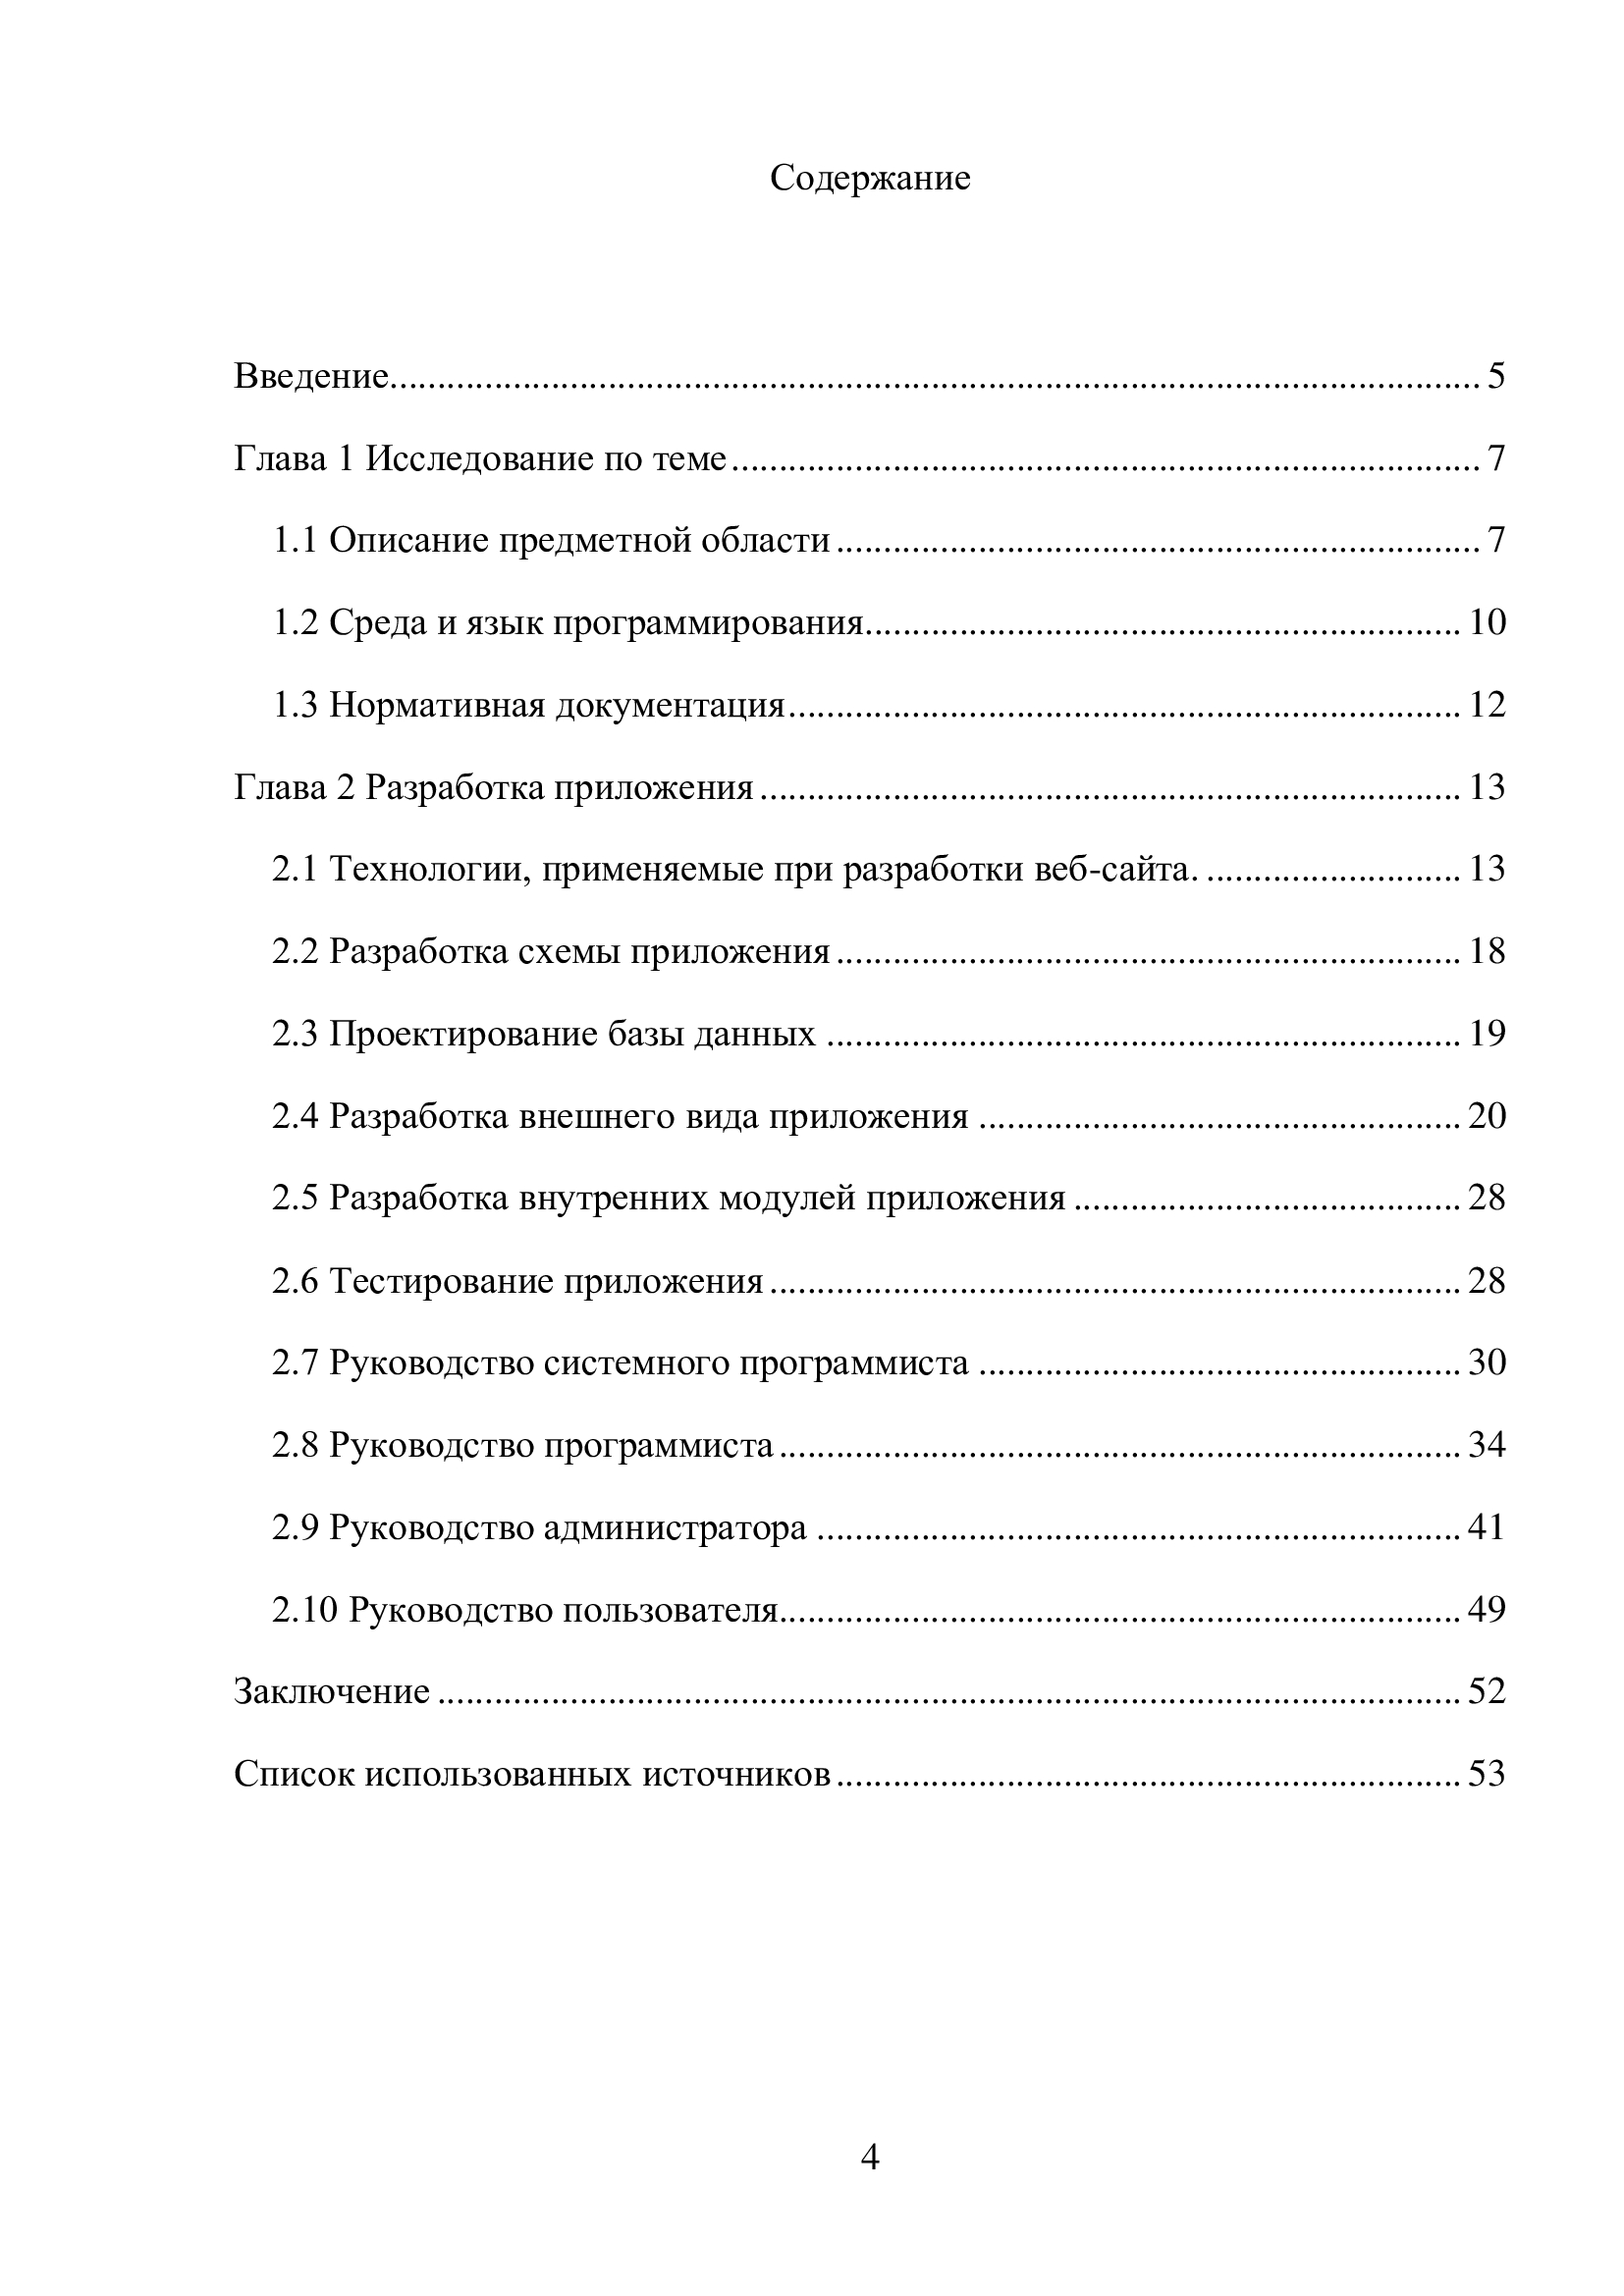 Содержание
Введение.................................................................................................................... 5
Глава 1 Исследование по теме ............................................................................... 7
1.1 Описание предметной области .................................................................... 7
1.2 Среда и язык программирования............................................................... 10
1.3 Нормативная документация....................................................................... 12
Глава 2 Разработка приложения .......................................................................... 13
2.1 Технологии, применяемые при разработки веб-сайта. ........................... 13
2.2 Разработка схемы приложения .................................................................. 18
2.3 Проектирование базы данных ................................................................... 19
2.4 Разработка внешнего вида приложения ................................................... 20
2.5 Разработка внутренних модулей приложения ......................................... 28
2.6 Тестирование приложения ......................................................................... 28
2.7 Руководство системного программиста ................................................... 30
2.8 Руководство программиста ........................................................................ 34
2.9 Руководство администратора .................................................................... 41
2.10 Руководство пользователя........................................................................ 49
Заключение ............................................................................................................ 52
Список использованных источников .................................................................. 53
4